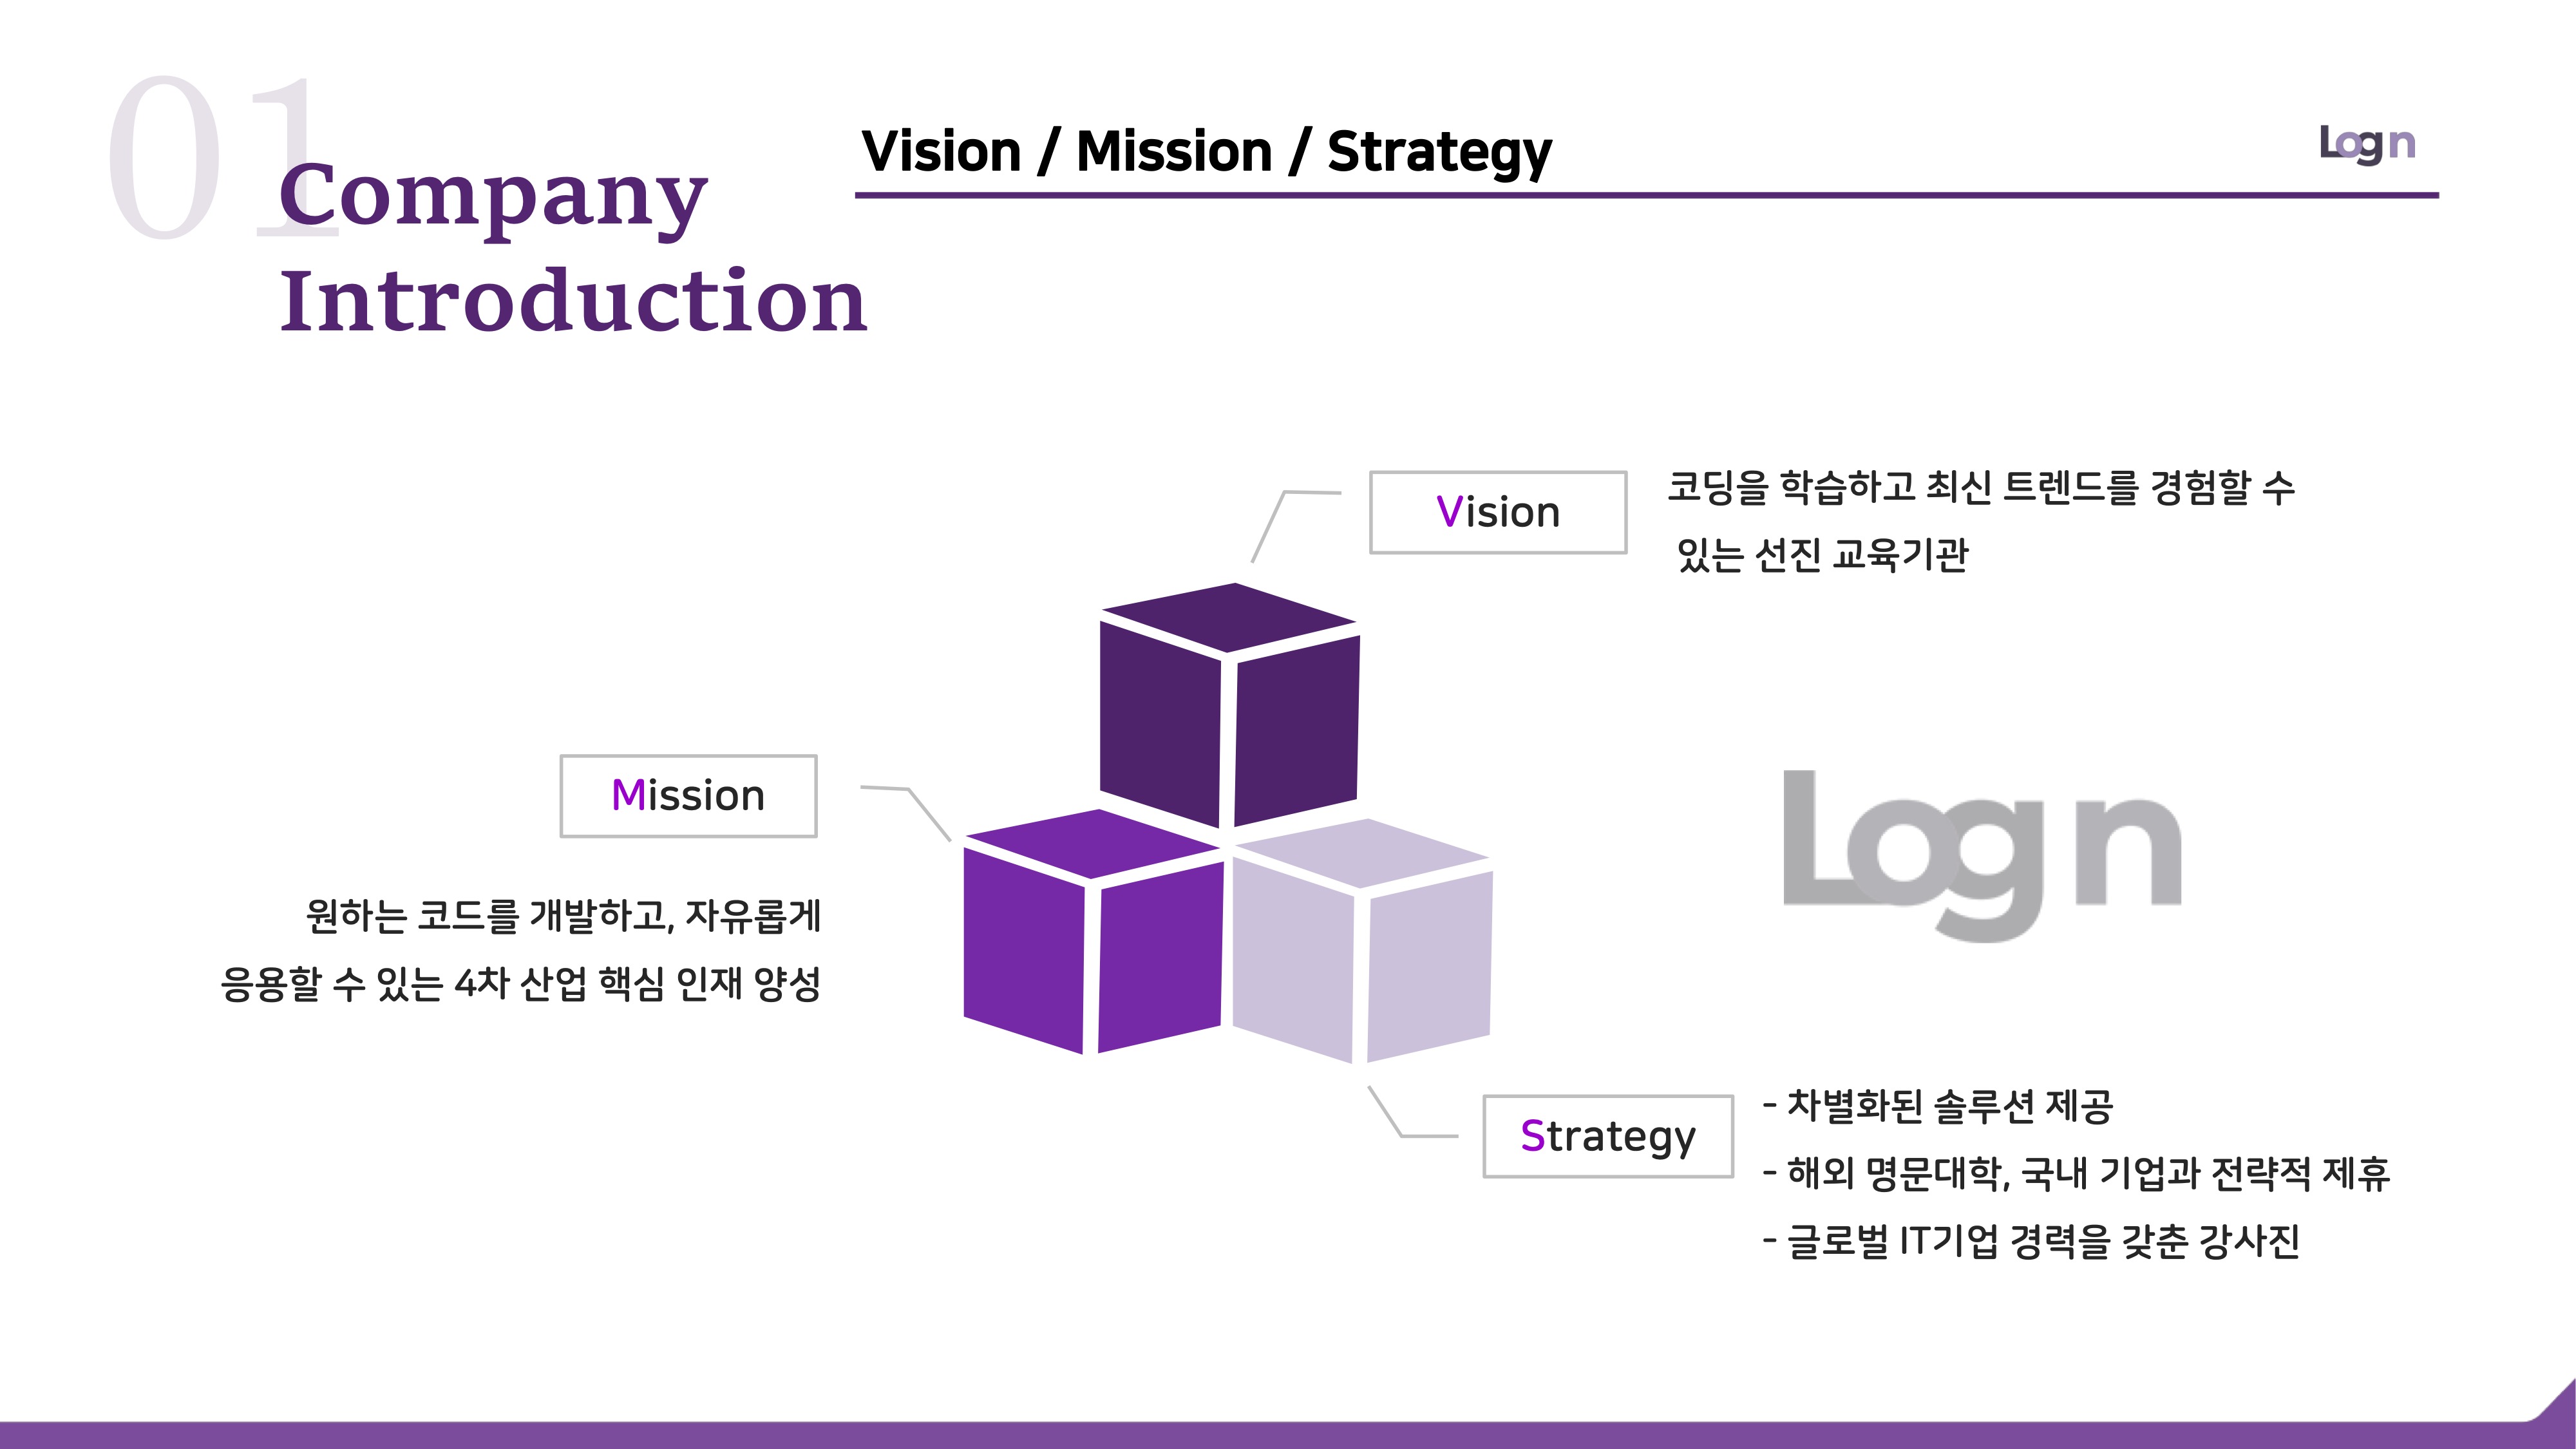 01
Company
Introduction
Vision / Mission / Strategy
Logn
Vision
코딩을 학습하고 최신 트렌드를 경험할 수
있는 선진 교육기관
Mission
원하는 코드를 개발하고, 자유롭게
응용할 수 있는 4차 산업 핵심 인재 양성
Logn
Strategy
- 차별화된 솔루션 제공
- 해외 명문대학, 국내 기업과 전략적 제휴
- 글로벌 IT기업 경력을 갖춘 강사진